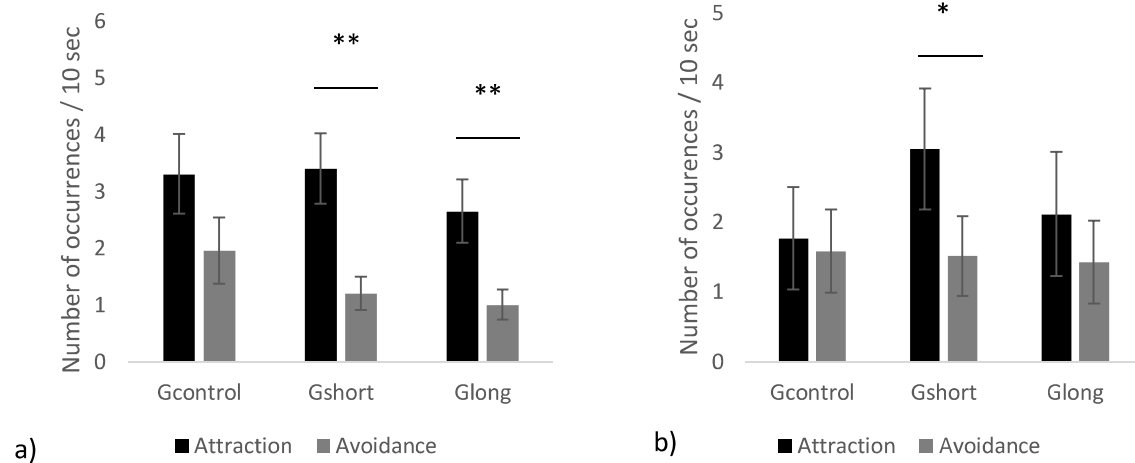 Number of occurrences / 10 sec
6
5
4
3
2
1
0
**
**
Gcontrol Gshort Glong
a)
Attraction Avoidance
Number of occurences / 10 sec
5
4
3
2
1
0
*
Gcontrol Gshort Glong
b)
Attraction Avoidance